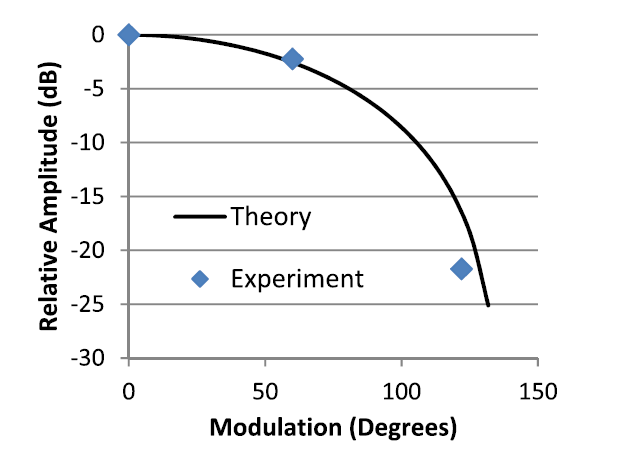 0
-5
-10
-15
-20
-25
-30
Relative Amplitude (dB)
Theory
Experiment
0 50 100 150
Modulation (Degrees)